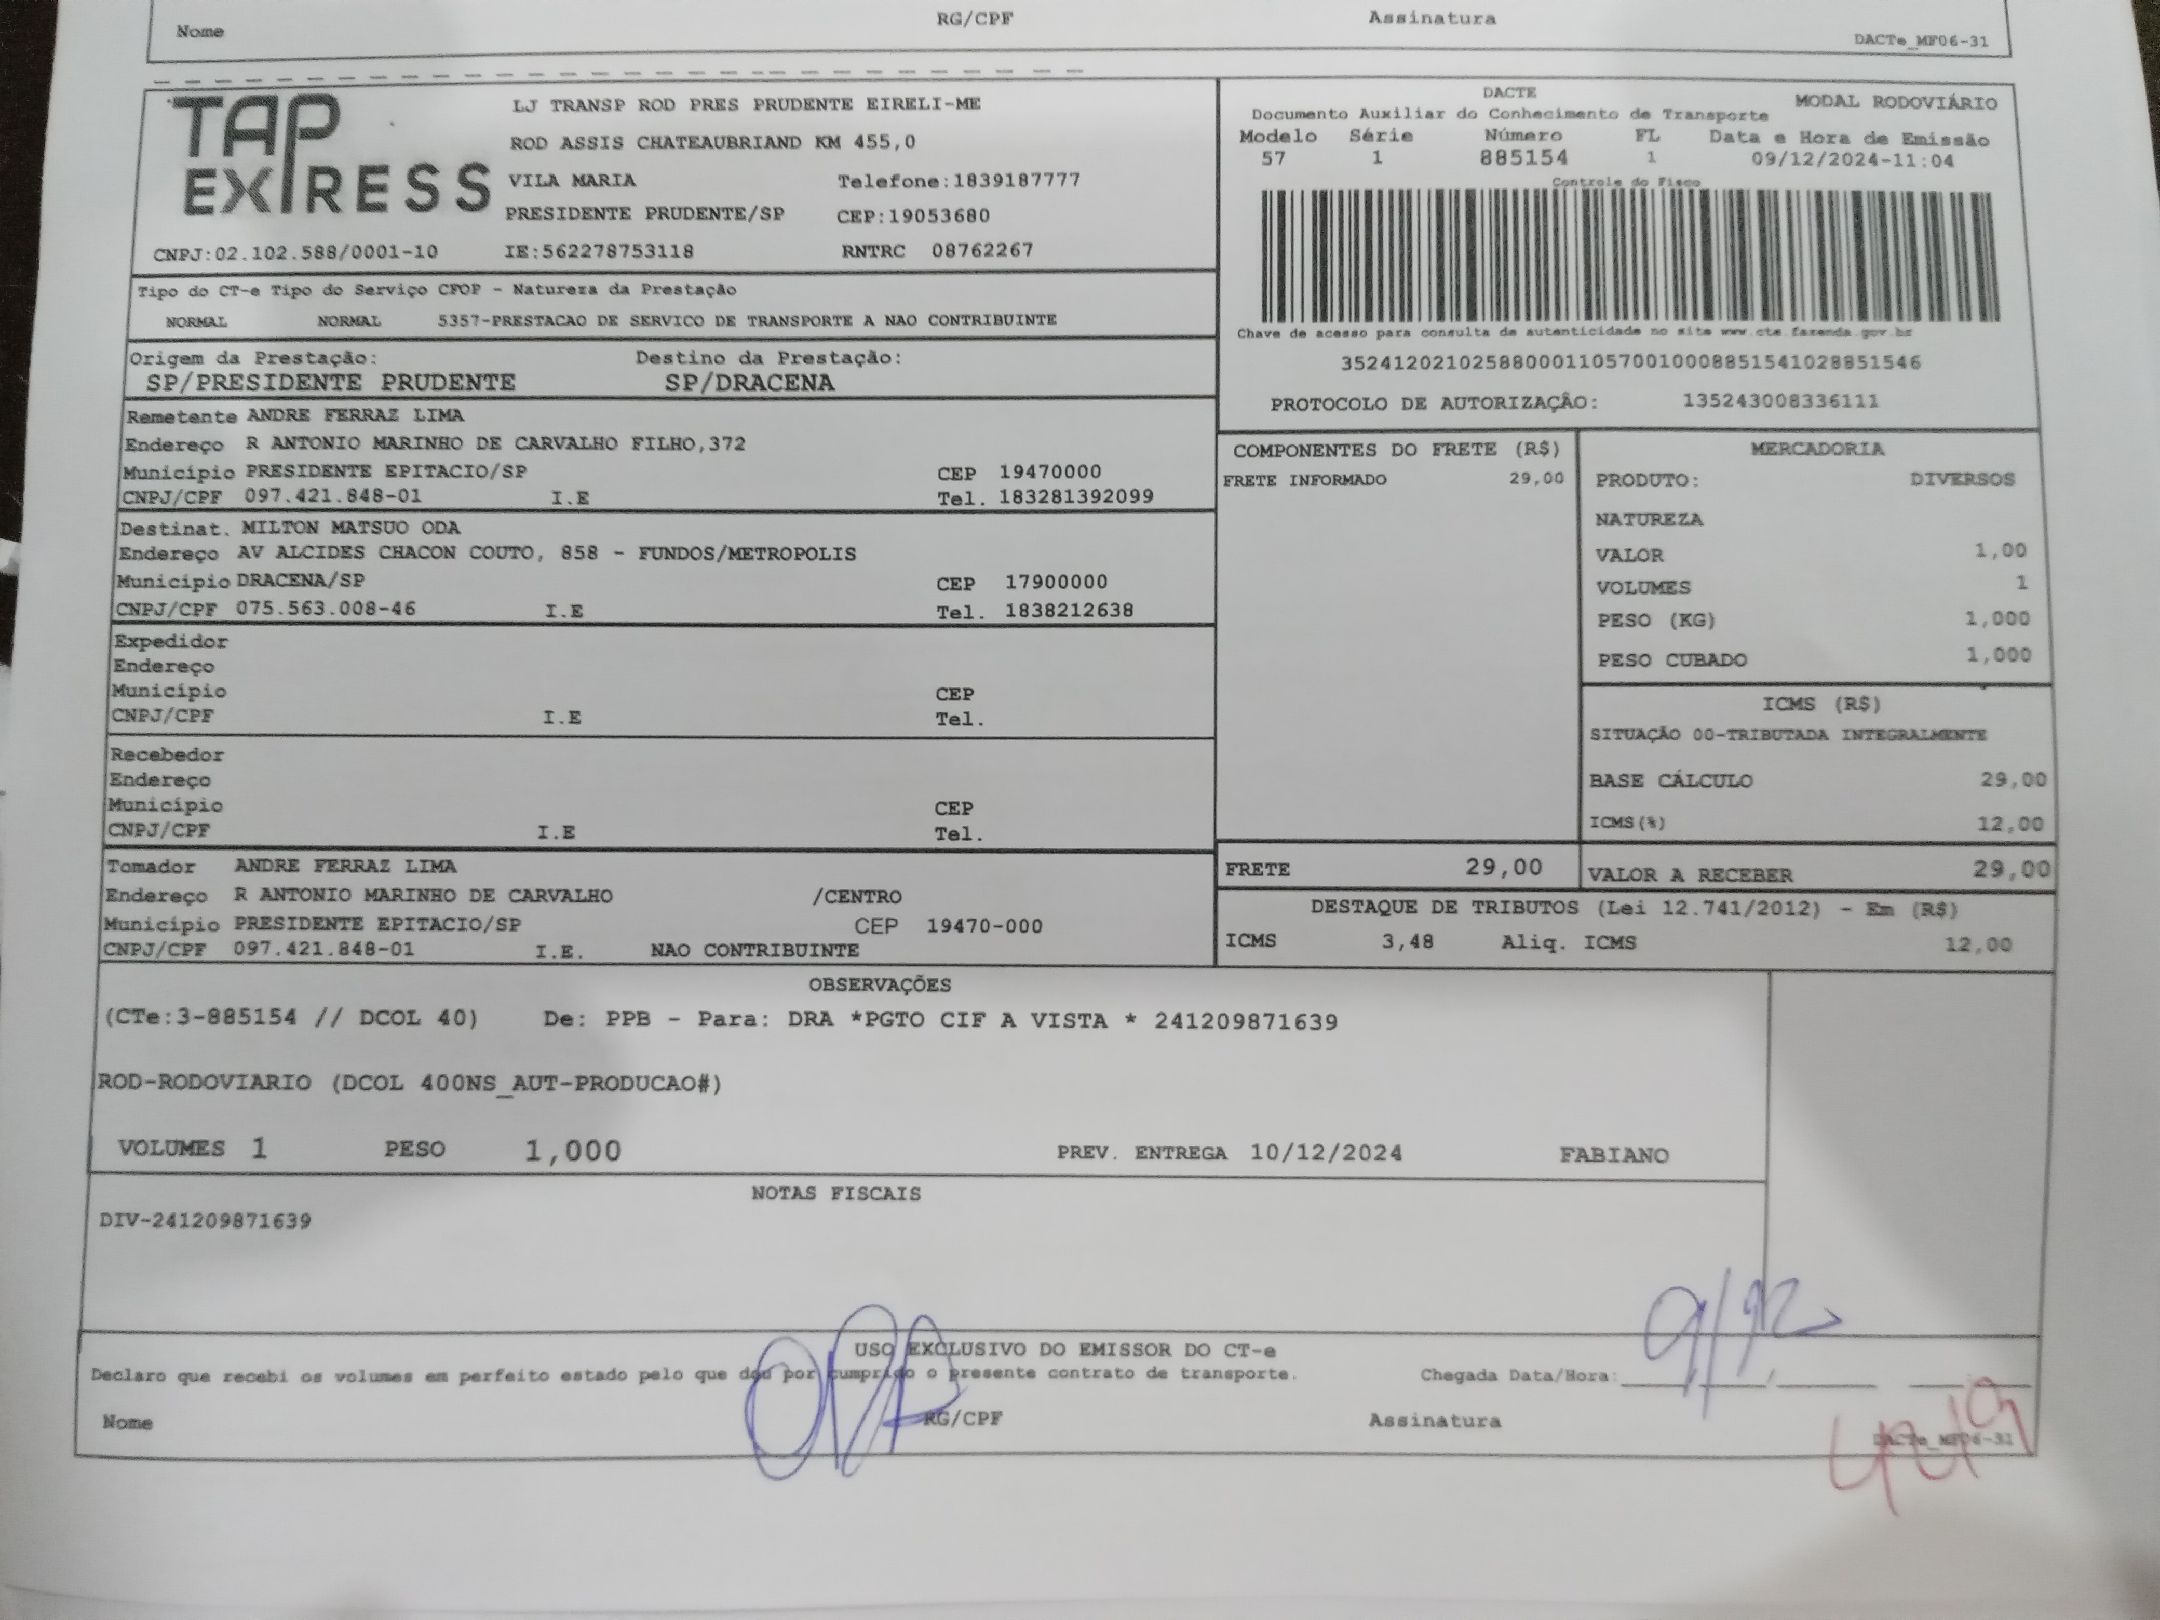 Nome RG/CPF Assinatura
DACTe_MF06-31
TAP EXPRESS
LJ TRANSP ROD PRES PRUDENTE EIRELI-ME
ROD ASSIS CHATEAUBRIAND KM 455,0
VILA MARIA Telefone:1839187777
PRESIDENTE PRUDENTE/SP CEP:19053680
CNPJ:02.102.588/0001-10 IE:562278753118 RNTRC 08762267
DACTE
Documento Auxiliar do Conhecimento de Transporte MODAL RODOVIÁRIO
Modelo Série Número FL Data e Hora de Emissão
57 1 885154 1 09/12/2024-11:04
Controle do Fisco
Chave de acesso para consulta de autenticidade no site www.cte.fazenda.gov.br
35241202102588000110570010008851541028851546
PROTOCOLO DE AUTORIZAÇÃO: 135243008336111
Tipo do CT-e Tipo do Serviço CFOP - Natureza da Prestação
NORMAL NORMAL 5357-PRESTACAO DE SERVICO DE TRANSPORTE A NAO CONTRIBUINTE
Origem da Prestação: Destino da Prestação:
SP/PRESIDENTE PRUDENTE SP/DRACENA
Remetente ANDRE FERRAZ LIMA
Endereço R ANTONIO MARINHO DE CARVALHO FILHO,372
Município PRESIDENTE EPITACIO/SP CEP 19470000
CNPJ/CPF 097.421.848-01 I.E Tel. 183281392099
Destinat. MILTON MATSUO ODA
Endereço AV ALCIDES CHACON COUTO, 858 - FUNDOS/METROPOLIS
Município DRACENA/SP CEP 17900000
CNPJ/CPF 075.563.008-46 I.E Tel. 1838212638
Expedidor
Endereço
Município CEP
CNPJ/CPF I.E Tel.
Recebedor
Endereço
Município CEP
CNPJ/CPF I.E Tel.
Tomador ANDRE FERRAZ LIMA
Endereço R ANTONIO MARINHO DE CARVALHO /CENTRO
Município PRESIDENTE EPITACIO/SP CEP 19470-000
CNPJ/CPF 097.421.848-01 I.E. NAO CONTRIBUINTE
COMPONENTES DO FRETE (R$)
FRETE INFORMADO 29,00
MERCADORIA
PRODUTO: DIVERSOS
NATUREZA
VALOR 1,00
VOLUMES 1
PESO (KG) 1,000
PESO CUBADO 1,000
ICMS (R$)
SITUAÇÃO 00-TRIBUTADA INTEGRALMENTE
BASE CÁLCULO 29,00
ICMS(%) 12,00
FRETE 29,00 VALOR A RECEBER 29,00
DESTAQUE DE TRIBUTOS (Lei 12.741/2012) - Em (R$)
ICMS 3,48 Aliq. ICMS 12,00
OBSERVAÇÕES
(CTe:3-885154 // DCOL 40) De: PPB - Para: DRA *PGTO CIF A VISTA * 241209871639
ROD-RODOVIARIO (DCOL 400NS_AUT-PRODUCAO#)
VOLUMES 1 PESO 1,000 PREV. ENTREGA 10/12/2024 FABIANO
NOTAS FISCAIS
DIV-241209871639
9/12
USO EXCLUSIVO DO EMISSOR DO CT-e
Declaro que recebi os volumes em perfeito estado pelo que dou por cumprido o presente contrato de transporte. Chegada Data/Hora:
Nome RG/CPF Assinatura
DACTe_MF06-31